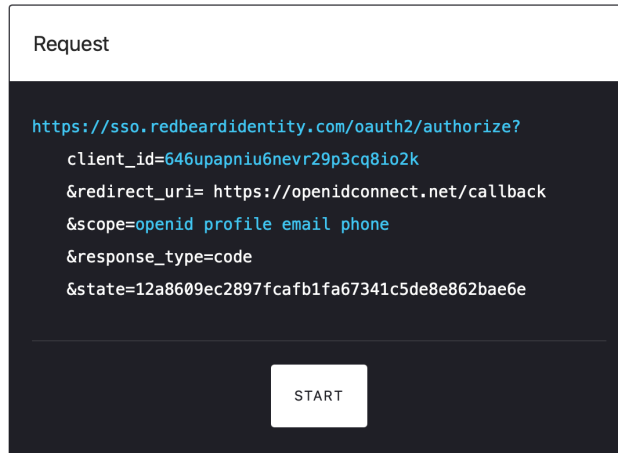 Request
https://sso.redbeardidentity.com/oauth2/authorize?
client_id=646upapniu6nevr29p3cq8io2k
&redirect_uri= https://openidconnect.net/callback
&scope=openid profile email phone
&response_type=code
&state=12a8609ec2897fcafb1fa67341c5de8e862bae6e
START